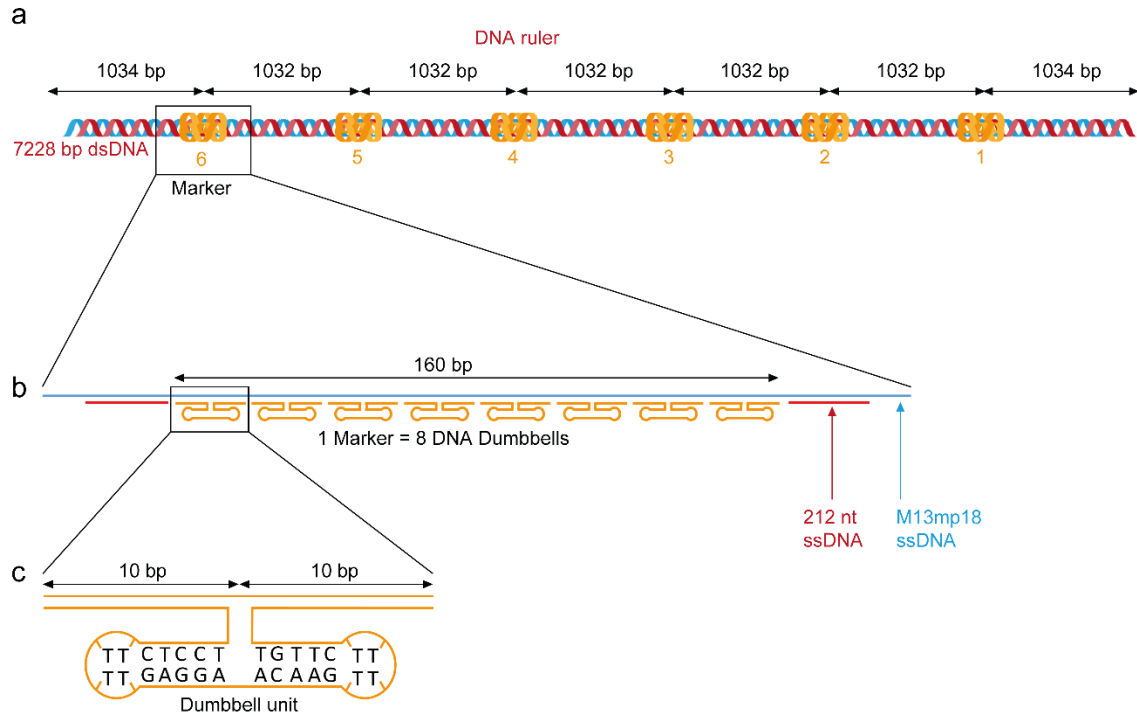 a
DNA ruler
1034 bp 1032 bp 1032 bp 1032 bp 1032 bp 1032 bp 1034 bp
7228 bp dsDNA
6 5 4 3 2 1
Marker
b
160 bp
1 Marker = 8 DNA Dumbbells
212 nt
ssDNA
M13mp18
ssDNA
c
10 bp 10 bp
TT CTCCT TGTTC TT
TT GAGGA ACAAG TT
Dumbbell unit